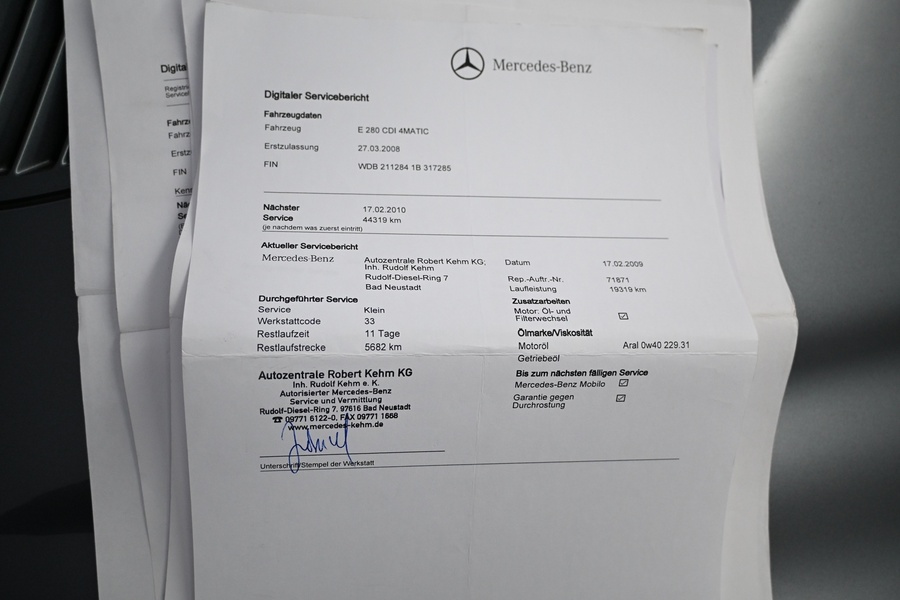 Digita
Registri
Fahrze
Fahrz
Erstz
FIN
Mercedes-Benz
Digitaler Servicebericht
Fahrzeugdaten
Fahrzeug E 280 CDI 4MATIC
Erstzulassung 27.03.2008
FIN WDB 211284 1B 317285
Nächster 17.02.2010
Service 44319 km
(je nachdem was zuerst eintritt)
Aktueller Servicebericht
Mercedes-Benz Autozentrale Robert Kehm KG; Datum 17.02.2009
Inh. Rudolf Kehm
Rudolf-Diesel-Ring 7 Rep.-Auftr.-Nr. 71871
Bad Neustadt Laufleistung 19319 km
Durchgeführter Service Zusatzarbeiten
Service Klein Motor: Öl- und
Filterwechsel
Werkstattcode 33
Restlaufzeit 11 Tage Ölmarke/Viskosität
Restlaufstrecke 5682 km Motoröl Aral 0w40 229.31
Getriebeöl
Autozentrale Robert Kehm KG Bis zum nächsten fälligen Service
Inh. Rudolf Kehm e. K. Mercedes-Benz Mobilo
Autorisierter Mercedes-Benz Garantie gegen
Service und Vermittlung Durchrostung
Rudolf-Diesel-Ring 7, 97616 Bad Neustadt
☎ 09771 6122-0, FAX 09771 1668
www.mercedes-kehm.de
Unterschrift/Stempel der Werkstatt